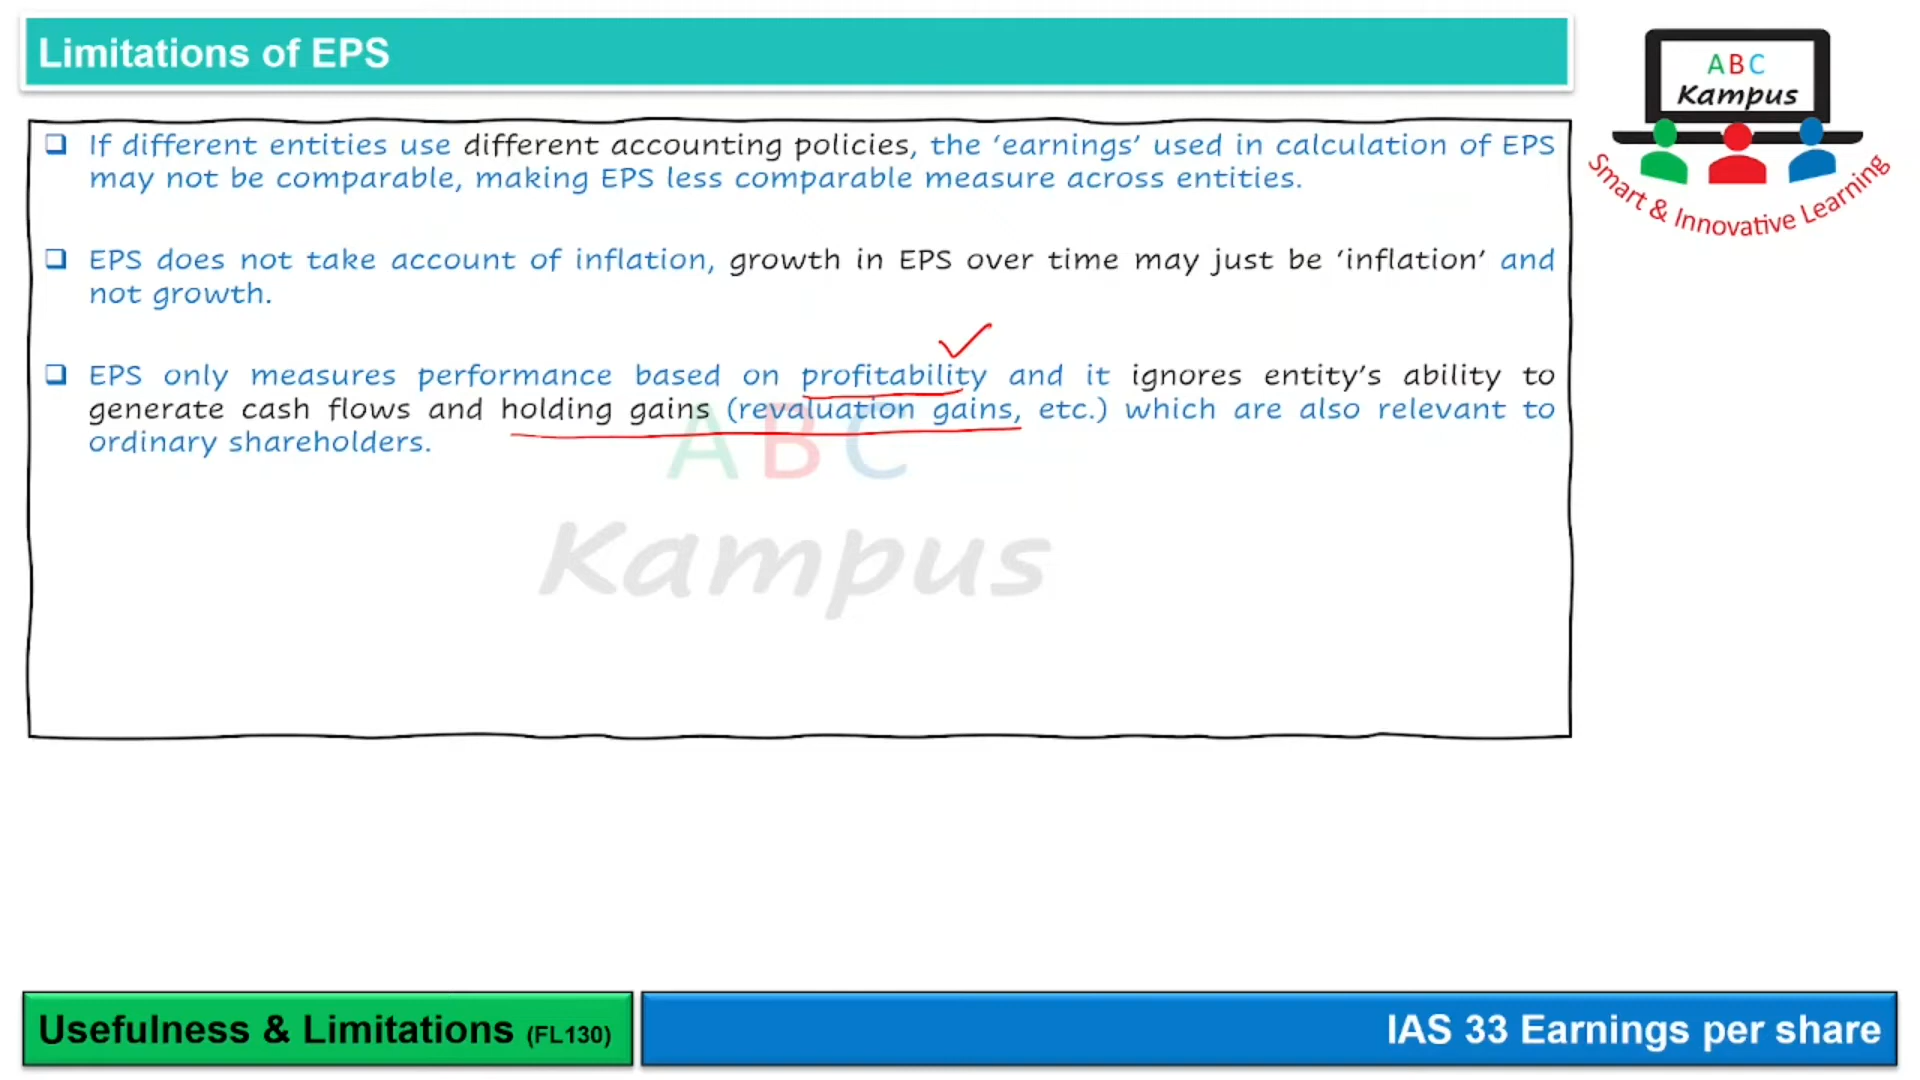 Limitations of EPS
A B C
Kampus
Smart & Innovative Learning
❑ If different entities use different accounting policies, the ‘earnings’ used in calculation of EPS
may not be comparable, making EPS less comparable measure across entities.
❑ EPS does not take account of inflation, growth in EPS over time may just be ‘inflation’ and
not growth.
❑ EPS only measures performance based on profitability and it ignores entity’s ability to
generate cash flows and holding gains (revaluation gains, etc.) which are also relevant to
ordinary shareholders.
ABC
Kampus
Usefulness & Limitations (FL130)
IAS 33 Earnings per share